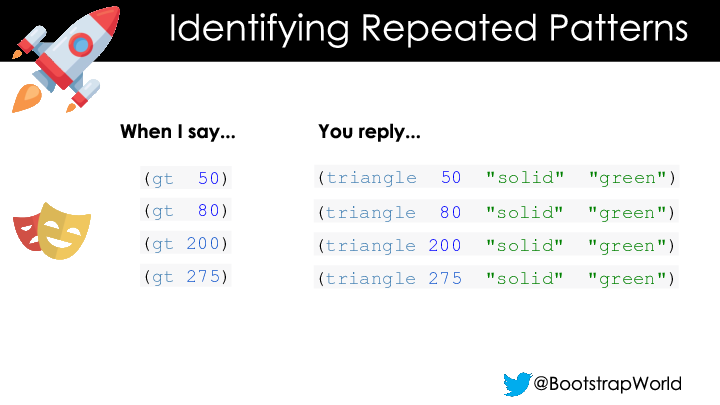 Identifying Repeated Patterns
When I say... You reply...
(gt 50) (triangle 50 "solid" "green")
(gt 80) (triangle 80 "solid" "green")
(gt 200) (triangle 200 "solid" "green")
(gt 275) (triangle 275 "solid" "green")
@BootstrapWorld